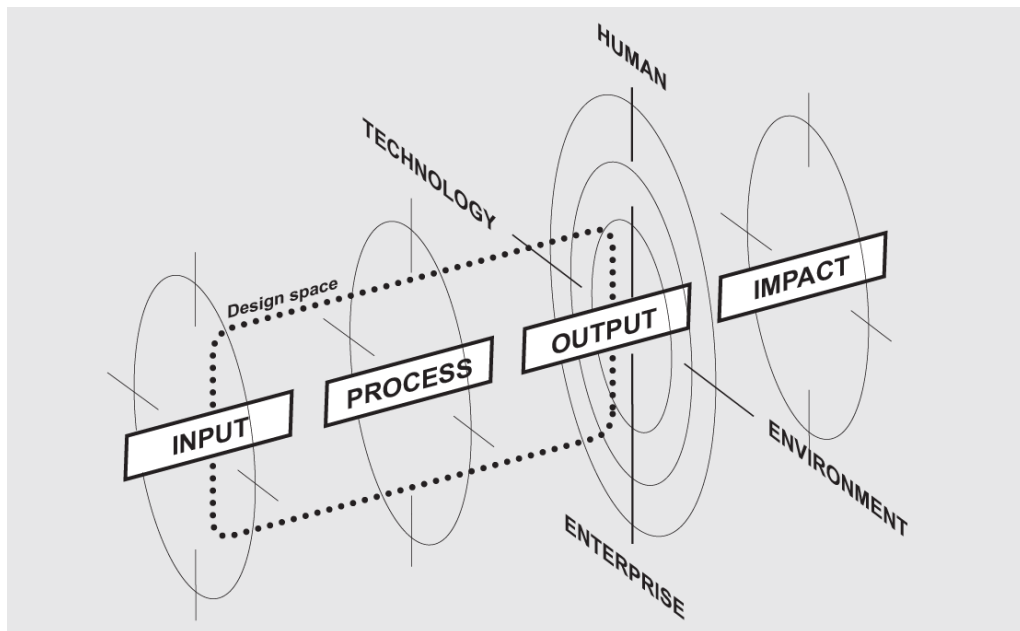 HUMAN
TECHNOLOGY
Design space
INPUT
PROCESS
OUTPUT
IMPACT
ENVIRONMENT
ENTERPRISE